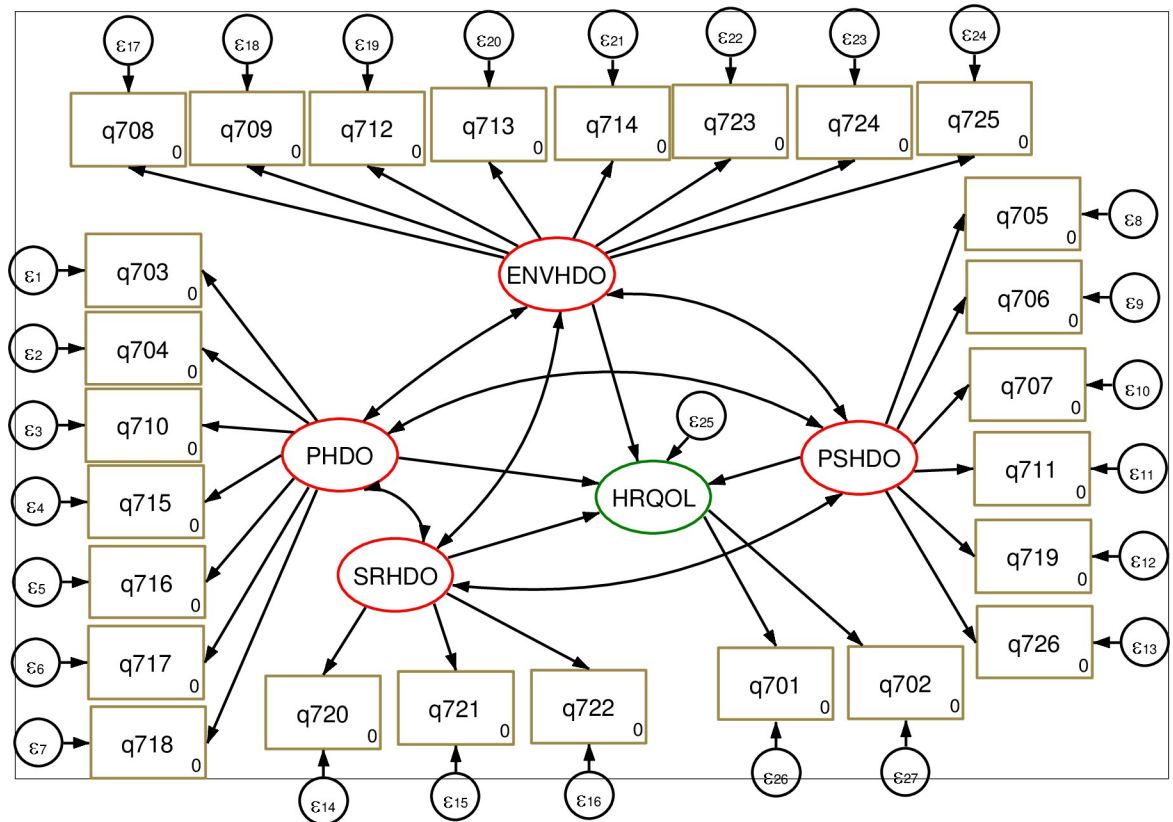 ε17 ε18 ε19 ε20 ε21 ε22 ε23 ε24
q708 0 q709 0 q712 0 q713 0 q714 0 q723 0 q724 0 q725 0
q705 0 ε8
ENVHDO
ε1 q703 0
q706 0 ε9
ε2 q704 0
q707 0 ε10
ε3 q710 0
ε25
PHDO
PSHDO
q711 0 ε11
HRQOL
ε4 q715 0
q719 0 ε12
SRHDO
ε5 q716 0
q726 0 ε13
ε6 q717 0
q701 0 q702 0
q720 0 q721 0 q722 0
ε7 q718 0
ε26 ε27
ε14 ε15 ε16